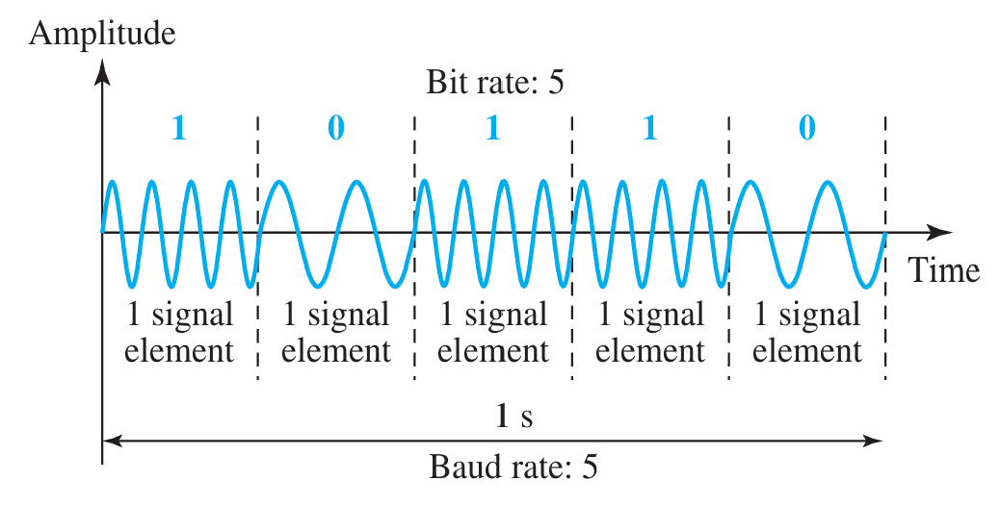 Amplitude
Bit rate: 5
1 0 1 1 0
Time
1 signal element
1 signal element
1 signal element
1 signal element
1 signal element
1 s
Baud rate: 5